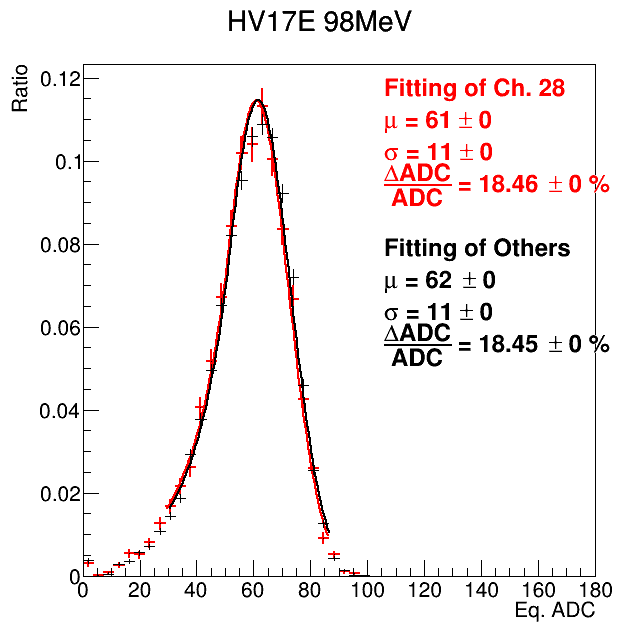 HV17E 98MeV
Ratio
0.12
0.1
0.08
0.06
0.04
0.02
0
0 20 40 60 80 100 120 140 160 180
Eq. ADC
Fitting of Ch. 28
μ = 61 ± 0
σ = 11 ± 0
ΔADC
ADC = 18.46 ± 0 %
Fitting of Others
μ = 62 ± 0
σ = 11 ± 0
ΔADC
ADC = 18.45 ± 0 %